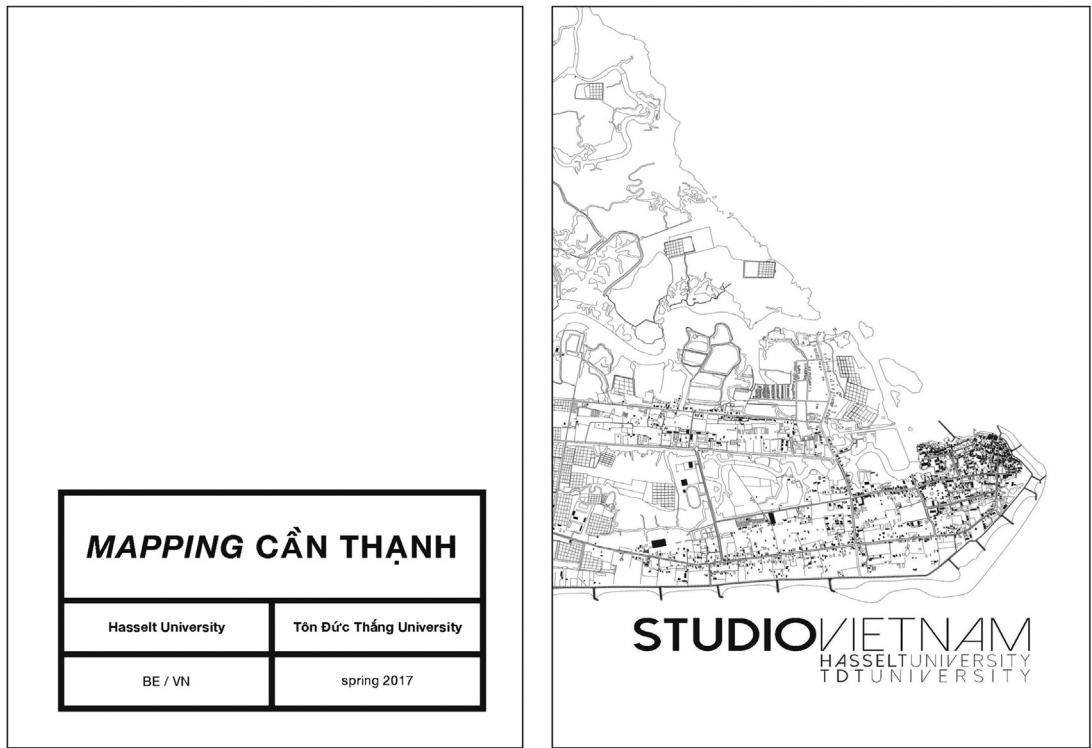 MAPPING CẦN THẠNH
Hasselt University
Tôn Đức Thắng University
BE / VN
spring 2017
STUDIOVIETNAM
HASSELTUNIVERSITY
TDTUNIVERSITY